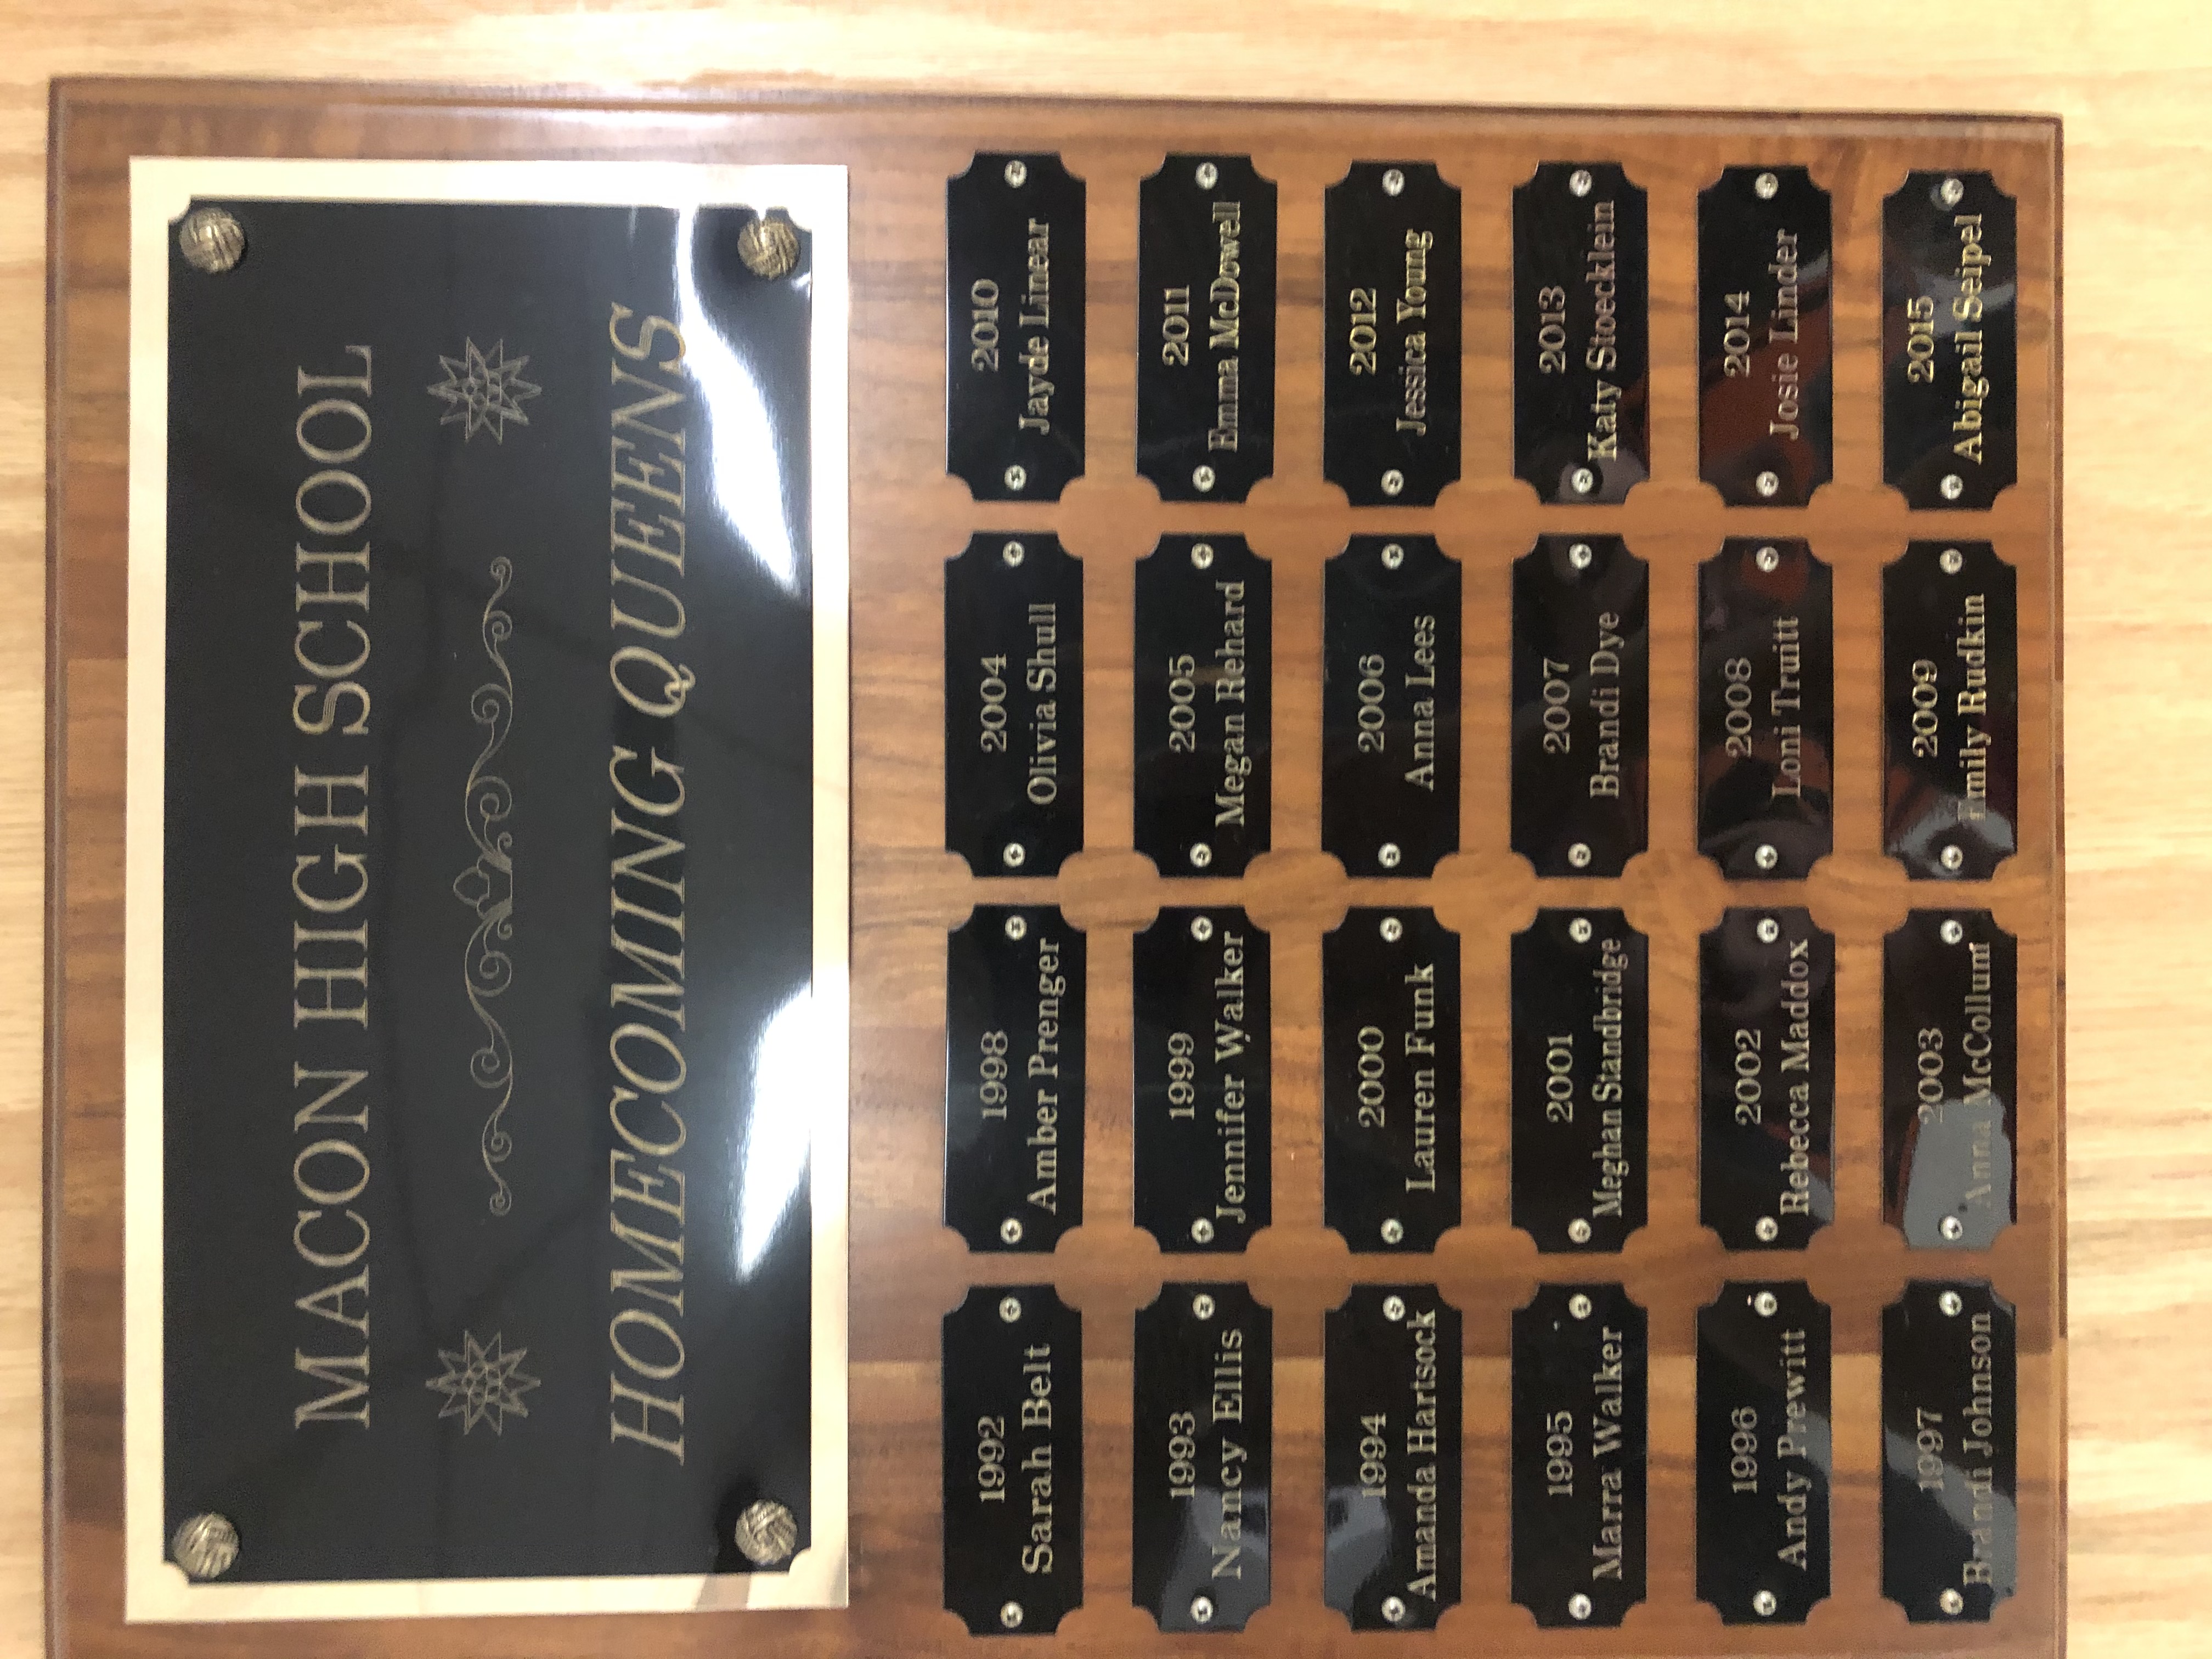 MACON HIGH SCHOOL
HOMECOMING QUEENS
1992
Sarah Belt
1993
Nancy Ellis
1994
Amanda Hartsock
1995
Marra Walker
1996
Andy Prewitt
1997
Brandi Johnson
1998
Amber Prenger
1999
Jennifer Walker
2000
Lauren Funk
2001
Meghan Standbridge
2002
Rebecca Maddox
2003
Anna McCollum
2004
Olivia Shull
2005
Megan Rehard
2006
Anna Lees
2007
Brandi Dye
2008
Loni Truitt
2009
Emily Rudkin
2010
Jayde Linear
2011
Emma McDowell
2012
Jessica Young
2013
Katy Stoecklein
2014
Josie Linder
2015
Abigail Seipel